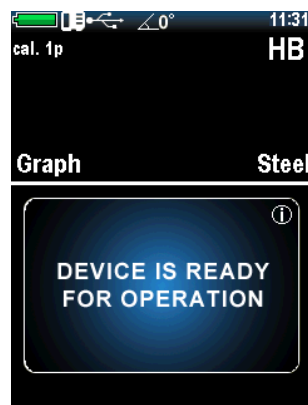 0° 11:31
cal. 1p HB
Graph Steel
DEVICE IS READY
FOR OPERATION